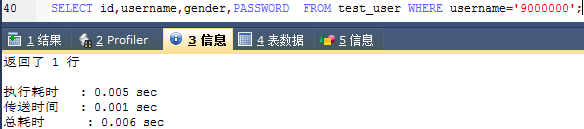 40 SELECT id,username,gender,PASSWORD  FROM test_user WHERE username='9000000';
1 结果 2 Profiler 3 信息 4 表数据 5 信息
返回了 1 行
执行耗时   : 0.005 sec
传送时间   : 0.001 sec
总耗时      : 0.006 sec